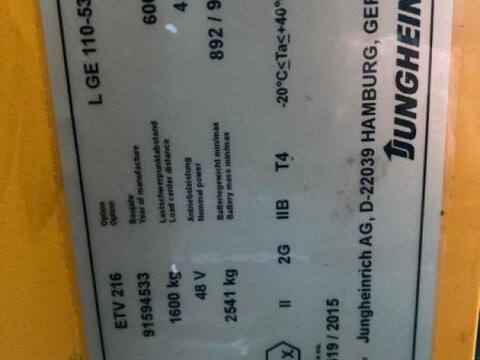 ETV 216 Option L GE 110-53
Option
91594533 Baujahr
Year of manufacture
1600 kg Lastschwerpunktabstand
Load center distance
48 V Antriebsleistung
Nominal power
2541 kg Batteriegewicht min/max 892 / 9
Battery mass min/max
II 2G IIB T4 -20°C≤Ta≤+40°
19 / 2015
Jungheinrich AG, D-22039 HAMBURG, GER
JUNGHEIN